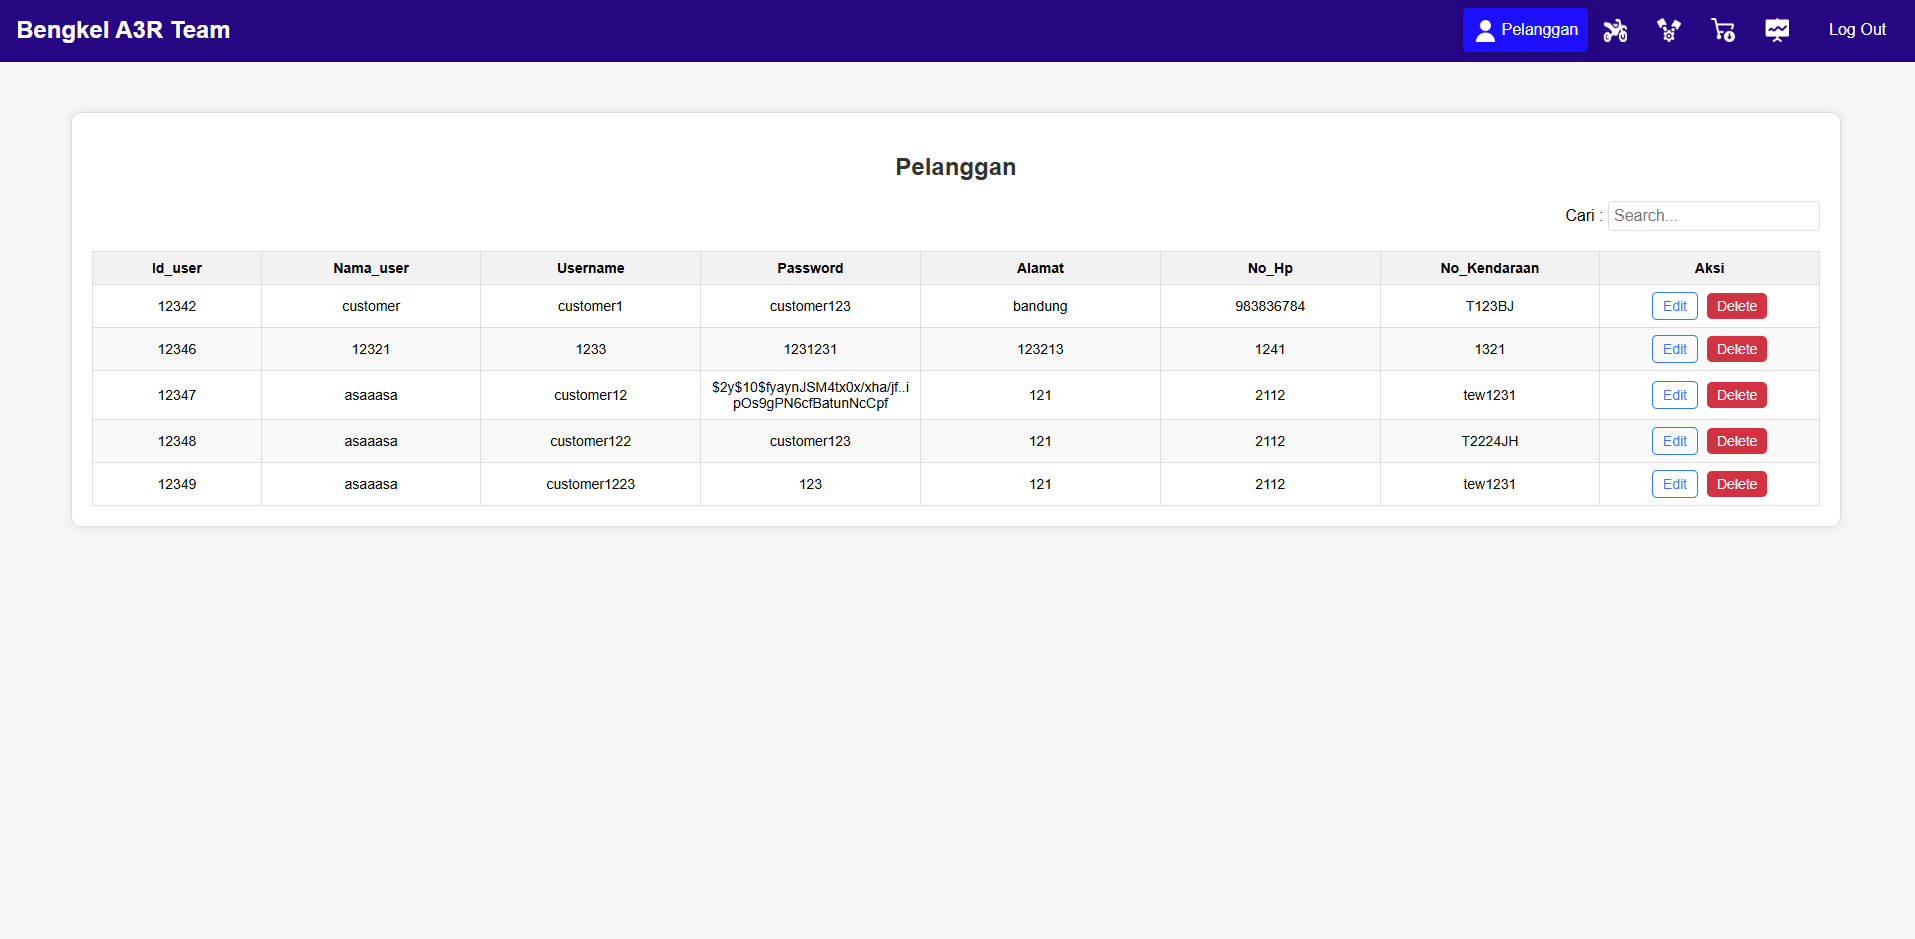 Bengkel A3R Team
Pelanggan
Log Out
Pelanggan
Cari : Search...
Id_user Nama_user Username Password Alamat No_Hp No_Kendaraan Aksi
12342 customer customer1 customer123 bandung 983836784 T123BJ Edit Delete
12346 12321 1233 1231231 123213 1241 1321 Edit Delete
12347 asaaasa customer12 $2y$10$fyaynJSM4tx0x/xha/jf..i 121 2112 tew1231 Edit Delete
pOs9gPN6cfBatunNcCpf
12348 asaaasa customer122 customer123 121 2112 T2224JH Edit Delete
12349 asaaasa customer1223 123 121 2112 tew1231 Edit Delete